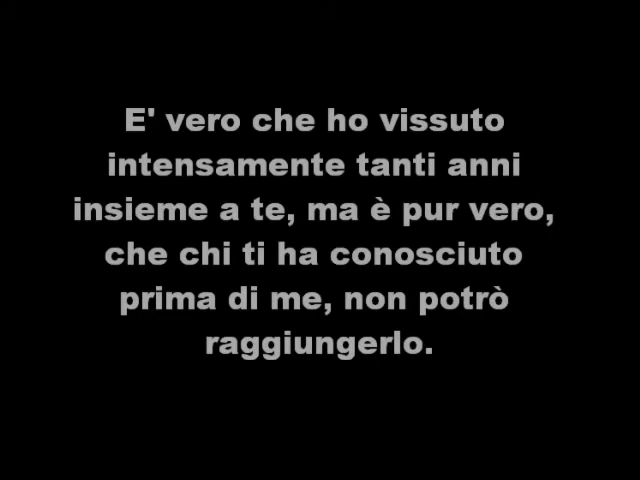 E' vero che ho vissuto
intensamente tanti anni
insieme a te, ma è pur vero,
che chi ti ha conosciuto
prima di me, non potrò
raggiungerlo.